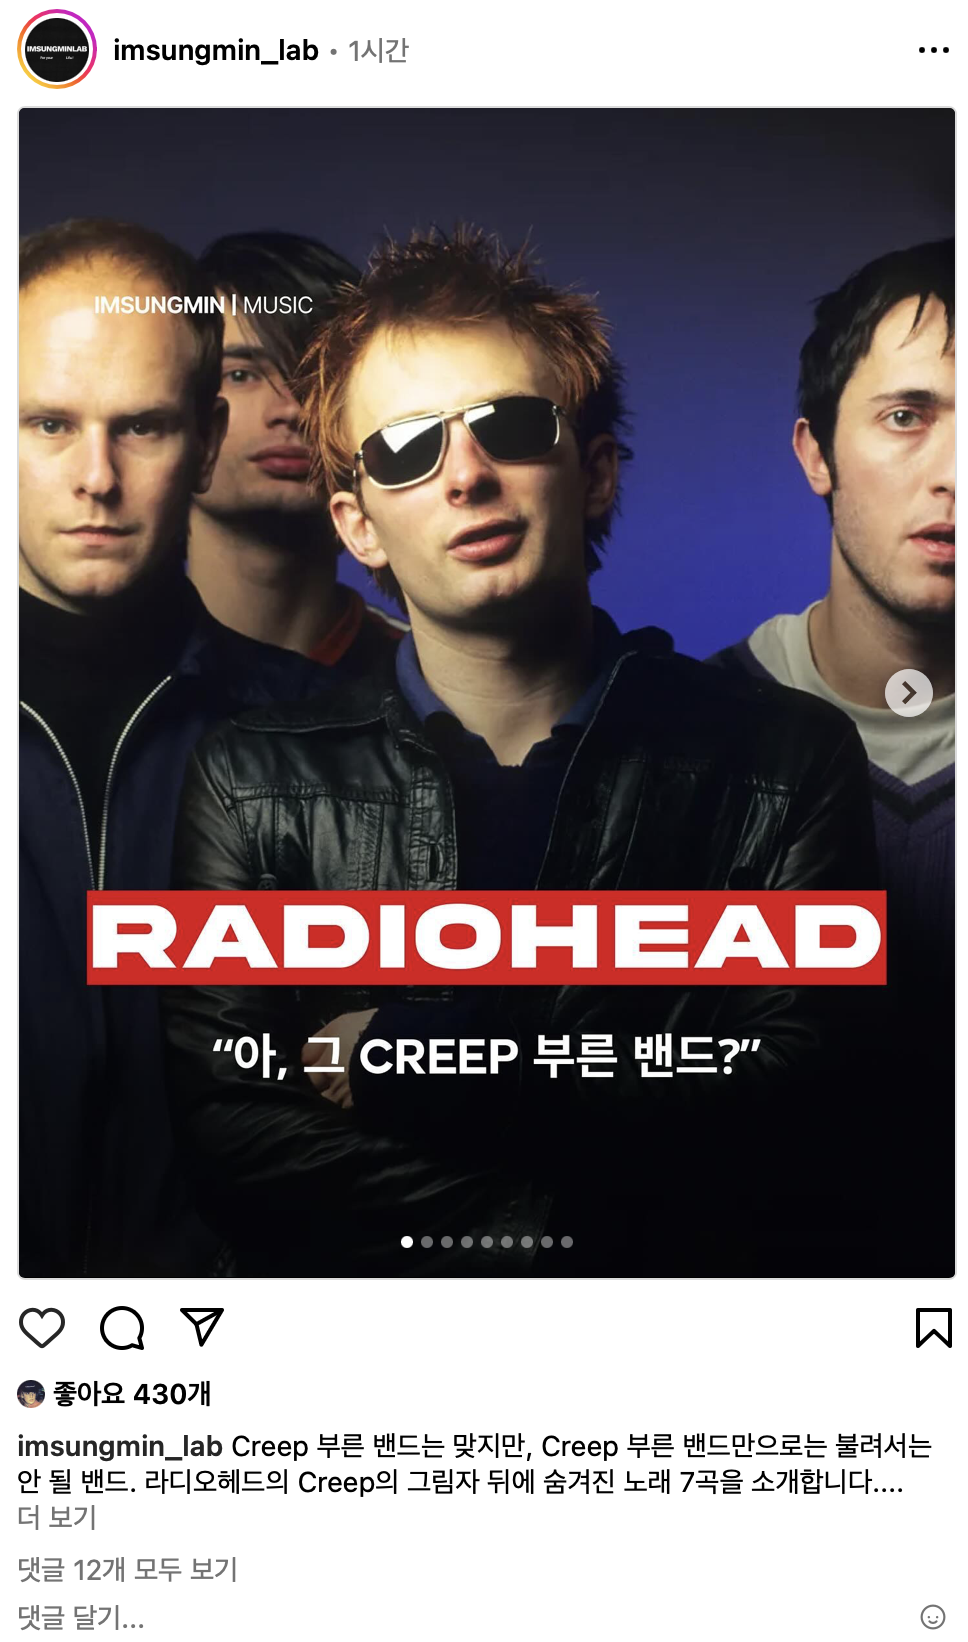 IMSUNGMINLAB
imsungmin_lab • 1시간
IMSUNGMIN | MUSIC
RADIOHEAD
“아, 그 CREEP 부른 밴드?”
좋아요 430개
imsungmin_lab Creep 부른 밴드는 맞지만, Creep 부른 밴드만으로는 불려서는
안 될 밴드. 라디오헤드의 Creep의 그림자 뒤에 숨겨진 노래 7곡을 소개합니다....
더 보기
댓글 12개 모두 보기
댓글 달기...